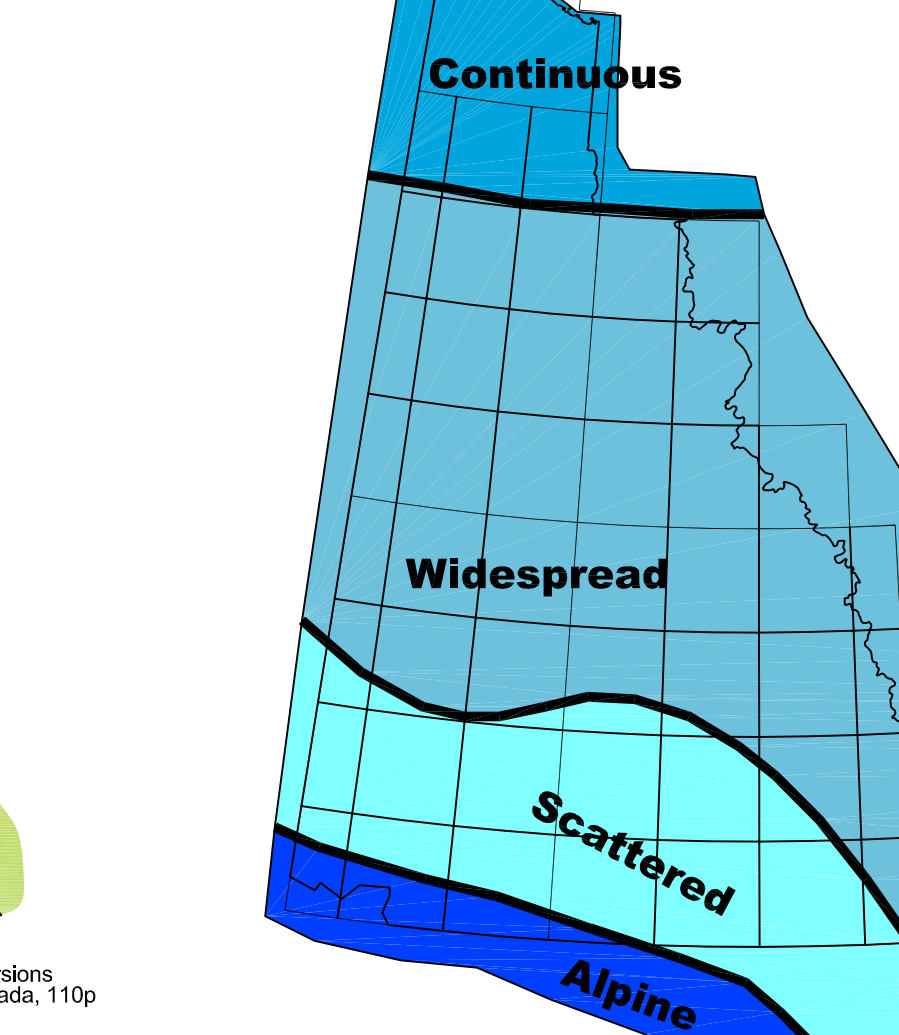 Continuous
Widespread
Scattered
Alpine
rsions
ada, 110p